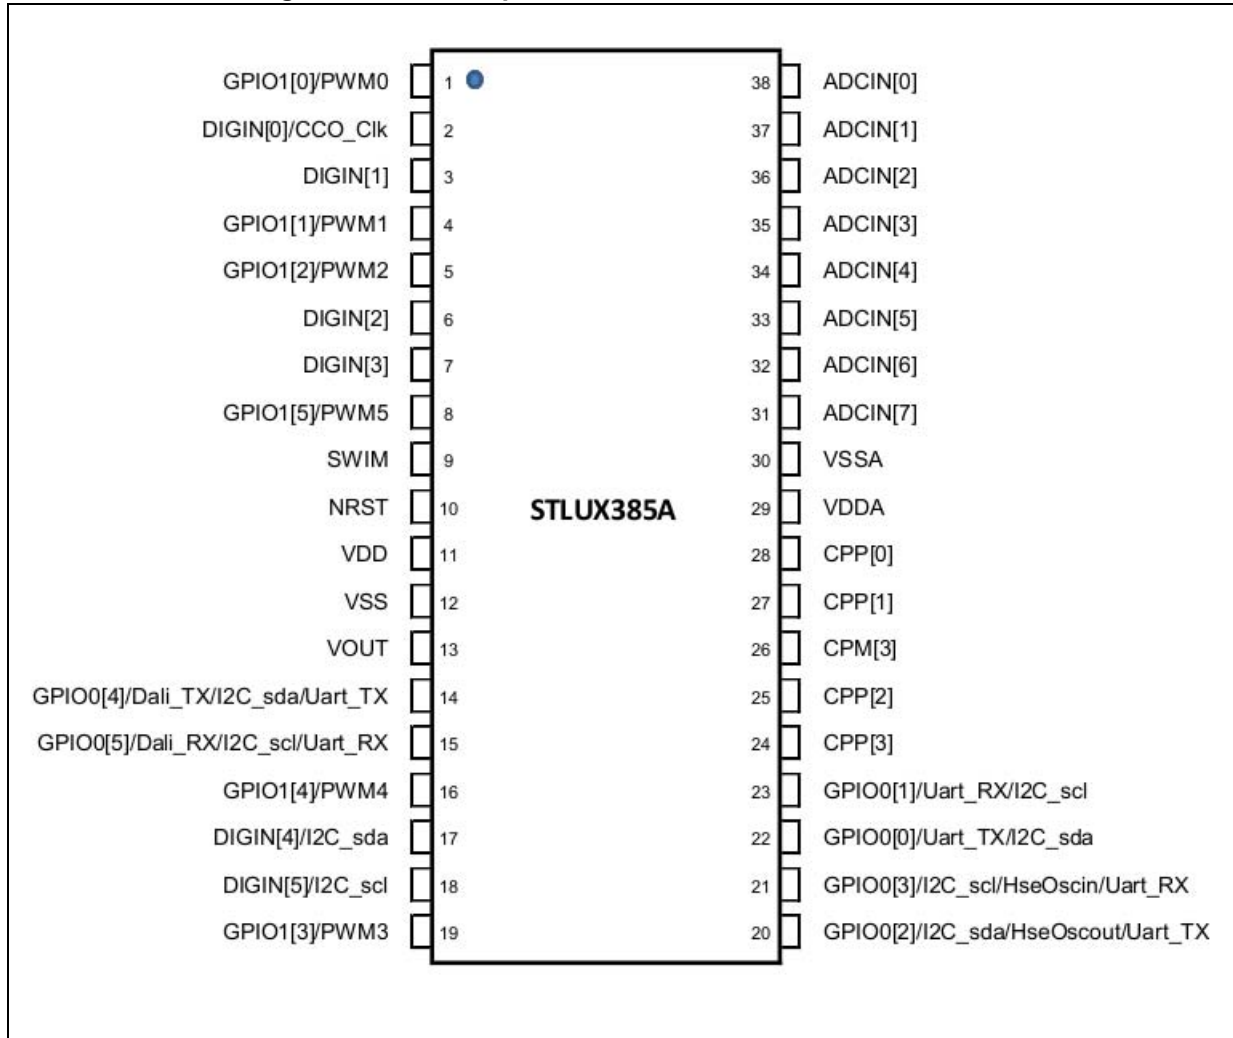 GPIO1[0]/PWM0 1 38 ADCIN[0]
DIGIN[0]/CCO_Clk 2 37 ADCIN[1]
DIGIN[1] 3 36 ADCIN[2]
GPIO1[1]/PWM1 4 35 ADCIN[3]
GPIO1[2]/PWM2 5 34 ADCIN[4]
DIGIN[2] 6 33 ADCIN[5]
DIGIN[3] 7 32 ADCIN[6]
GPIO1[5]/PWM5 8 31 ADCIN[7]
SWIM 9 30 VSSA
NRST 10 STLUX385A 29 VDDA
VDD 11 28 CPP[0]
VSS 12 27 CPP[1]
VOUT 13 26 CPM[3]
GPIO0[4]/Dali_TX/I2C_sda/Uart_TX 14 25 CPP[2]
GPIO0[5]/Dali_RX/I2C_scl/Uart_RX 15 24 CPP[3]
GPIO1[4]/PWM4 16 23 GPIO0[1]/Uart_RX/I2C_scl
DIGIN[4]/I2C_sda 17 22 GPIO0[0]/Uart_TX/I2C_sda
DIGIN[5]/I2C_scl 18 21 GPIO0[3]/I2C_scl/HseOscin/Uart_RX
GPIO1[3]/PWM3 19 20 GPIO0[2]/I2C_sda/HseOscout/Uart_TX